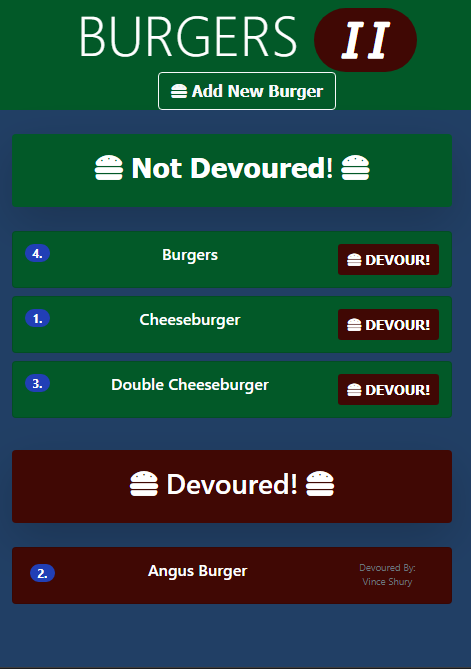 BURGERS II
Add New Burger
Not Devoured!
4. Burgers DEVOUR!
1. Cheeseburger DEVOUR!
3. Double Cheeseburger DEVOUR!
Devoured!
2. Angus Burger
Devoured By:
Vince Shury